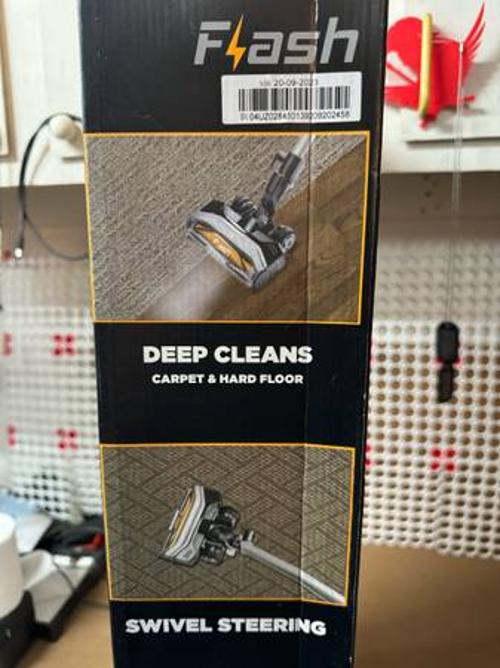 Flash
20-09-2023
DEEP CLEANS
CARPET & HARD FLOOR
SWIVEL STEERING